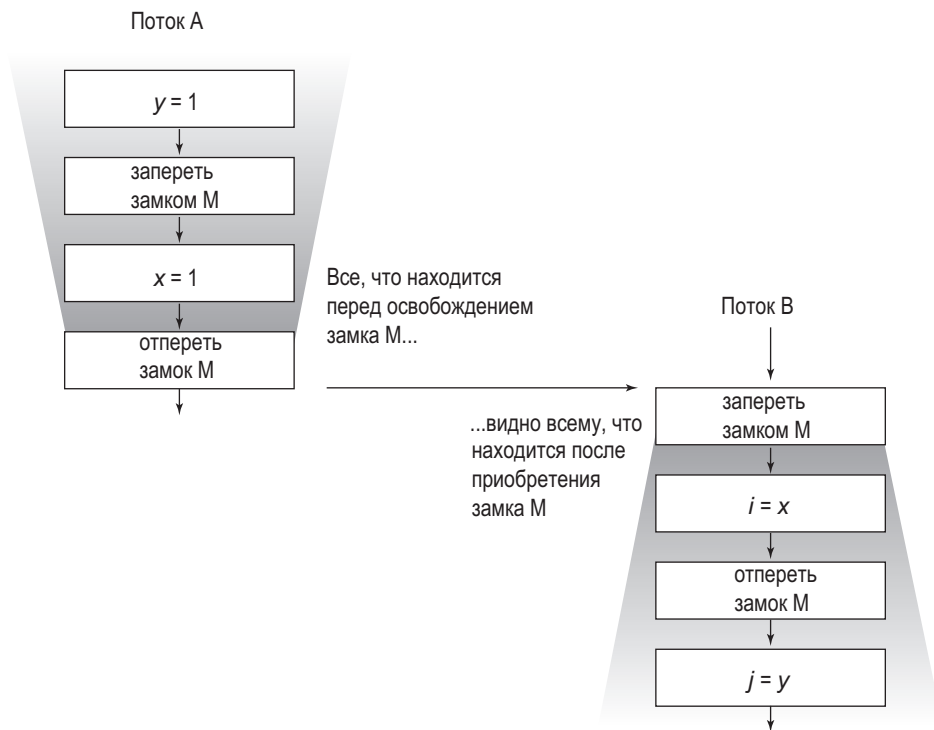 Поток А
y = 1
запереть
замком М
x = 1
отпереть
замок М
Все, что находится
перед освобождением
замка М...
Поток В
...видно всему, что
находится после
приобретения
замка М
запереть
замком М
i = x
отпереть
замок М
j = y